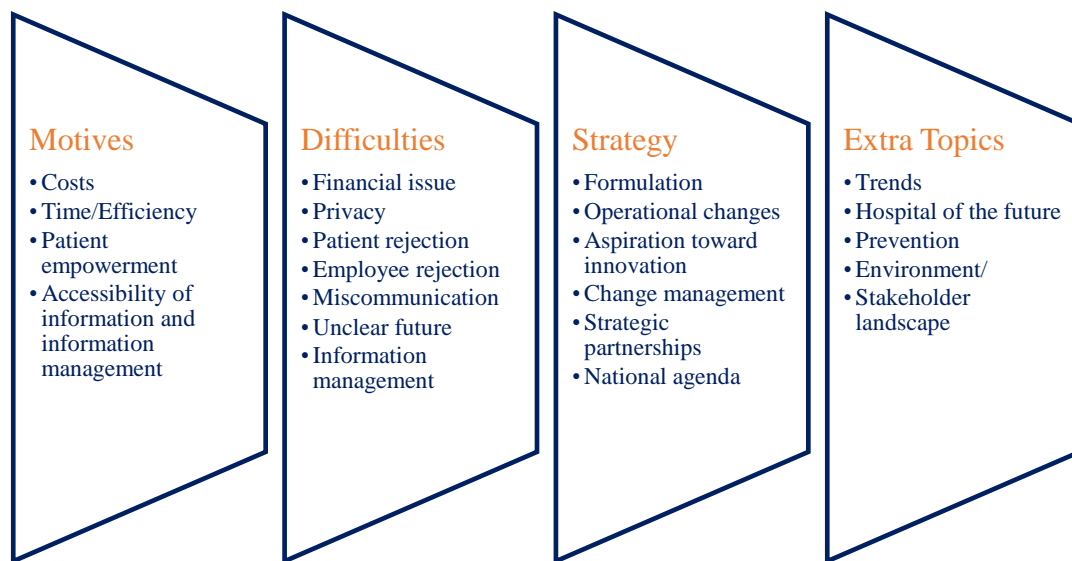 Motives
• Costs
• Time/Efficiency
• Patient
empowerment
• Accessibility of
information and
information
management
Difficulties
• Financial issue
• Privacy
• Patient rejection
• Employee rejection
• Miscommunication
• Unclear future
• Information
management
Strategy
• Formulation
• Operational changes
• Aspiration toward
innovation
• Change management
• Strategic
partnerships
• National agenda
Extra Topics
• Trends
• Hospital of the future
• Prevention
• Environment/
• Stakeholder
landscape